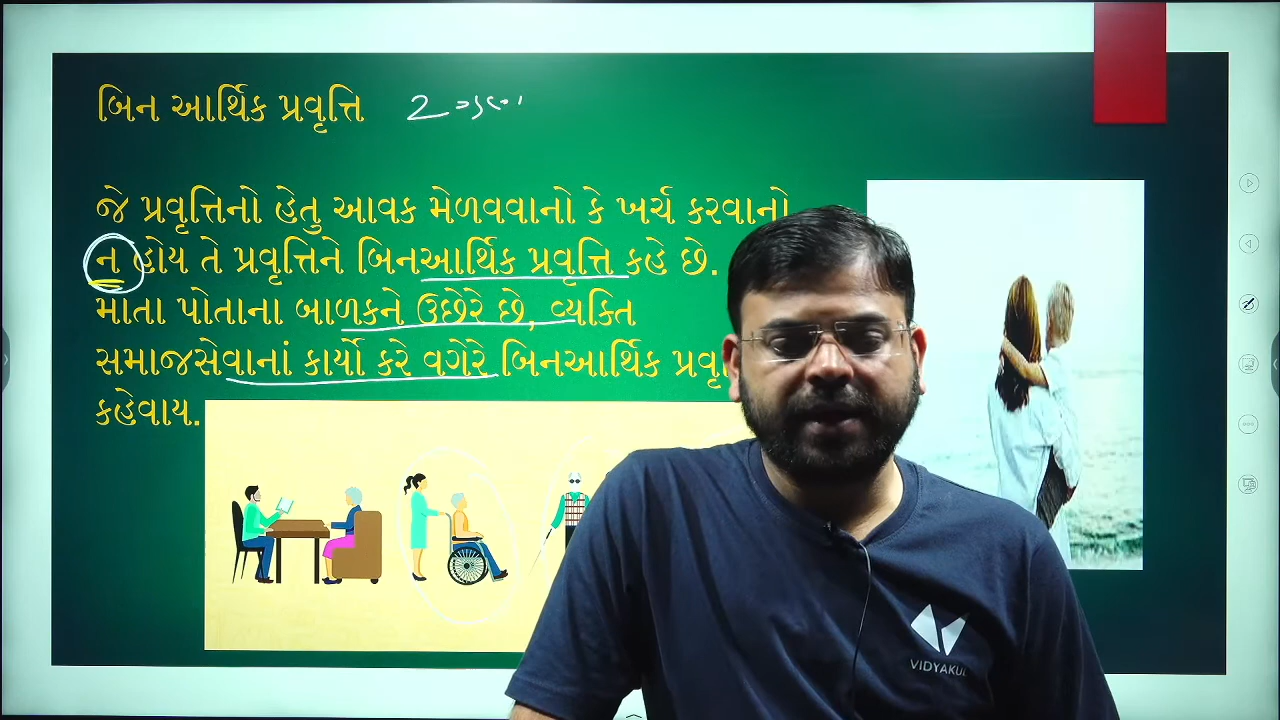 બિન આર્થિક પ્રવૃત્તિ 2
જે પ્રવૃત્તિનો હેતુ આવક મેળવવાનો કે ખર્ચ કરવાનો
ન હોય તે પ્રવૃત્તિને બિનઆર્થિક પ્રવૃત્તિ કહે છે.
માતા પોતાના બાળકને ઉછેરે છે, વ્યક્તિ
સમાજસેવાનાં કાર્યો કરે વગેરે બિનઆર્થિક
કહેવાય.
VIDYAKUL